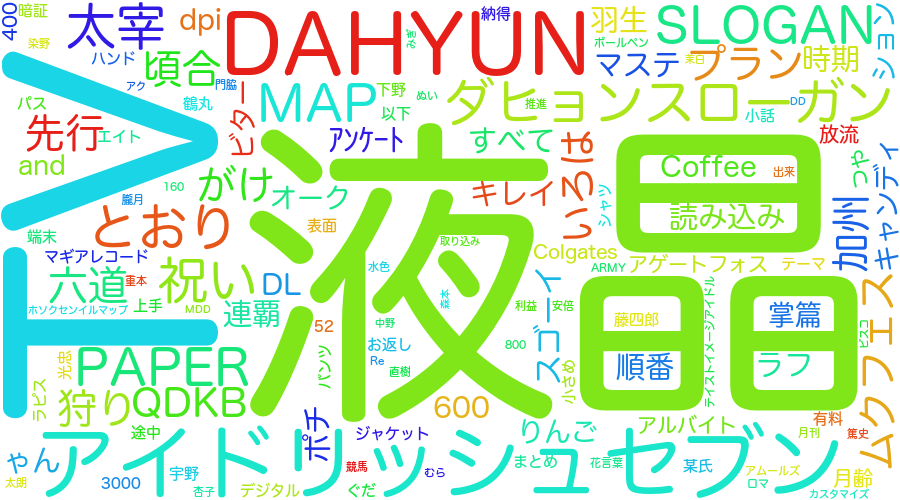 400
暗証
染野
太宰
dpi
ハンド
頃合
アク
門脇
DAHYUN
みぎ
納得
羽生
ボールペン
SLOGAN
ション
マステ
プラン
茉白
時期
TV
パス
先行
エイト
and
鶴丸
ビター
MAP
下野
ぬい
以下
ダヒョンスローガン
推進
DD
小話
放流
アンケート
すべて
いろは
160
朧月
がけ
オーク
キレイ
シャツ
晶
Coffee
出来
読み込み
つや
加州
キャンディ
液
とおり
端末
表面
マギアレコード
取り込み
Colgates
水色
森本
ARMY
アゲートフォス
テーマ
六道
重本
祝い
DL
ホソクセンイルマップ
上手
MDD
連覇
52
中野
利益
安倍
スゴーイ
藤四郎
順番
テイストイメージアイドル
掌篇
ラフ
ビスコ
ムクフェス
お返し
Re
直樹
800
光忠
PAPER
パンツ
小さめ
ラピス
狩り
QDKB
600
途中
ポチ
ジャケット
りんご
アルバイト
有料
月刊
篤史
アイドリッシュセブン
ゃん
太朗
3000
宇野
杏子
デジタル
競馬
ぐだ
むら
まとめ
花言葉
某氏
アムールズ
ロマ
月齢
カスタマイズ